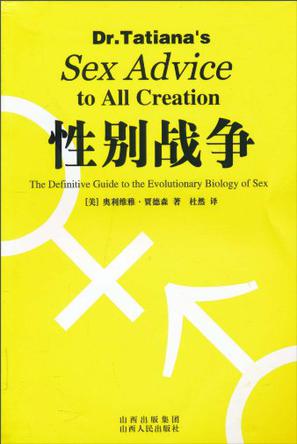 Dr.Tatiana's
Sex Advice
to All Creation
性别战争
The Definitive Guide to the Evolutionary Biology of Sex
[美] 奥利维雅·贾德森 著 杜然 译
山西出版集团
山西人民出版社